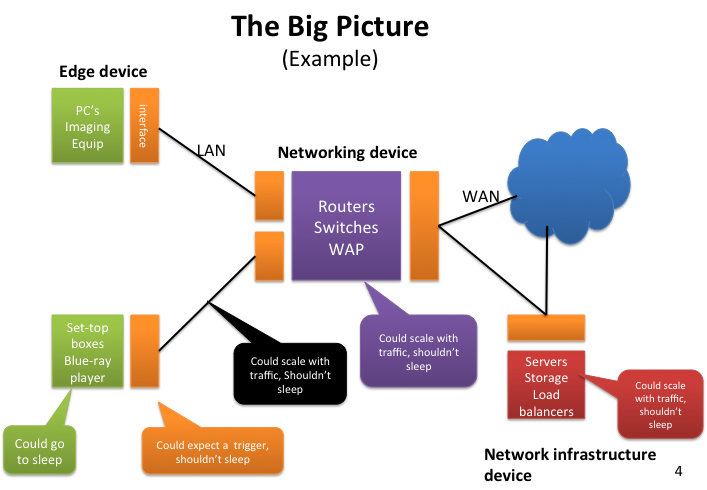 The Big Picture
(Example)
Edge device
PC's
Imaging
Equip
interface
LAN
Networking device
Routers
Switches
WAP
WAN
Set-top
boxes
Blue-ray
player
Could scale with
traffic, Shouldn't
sleep
Could scale with
traffic, shouldn't
sleep
Servers
Storage
Load
balancers
Could scale
with traffic,
shouldn't
sleep
Could go
to sleep
Could expect a trigger,
shouldn't sleep
Network infrastructure
device
4